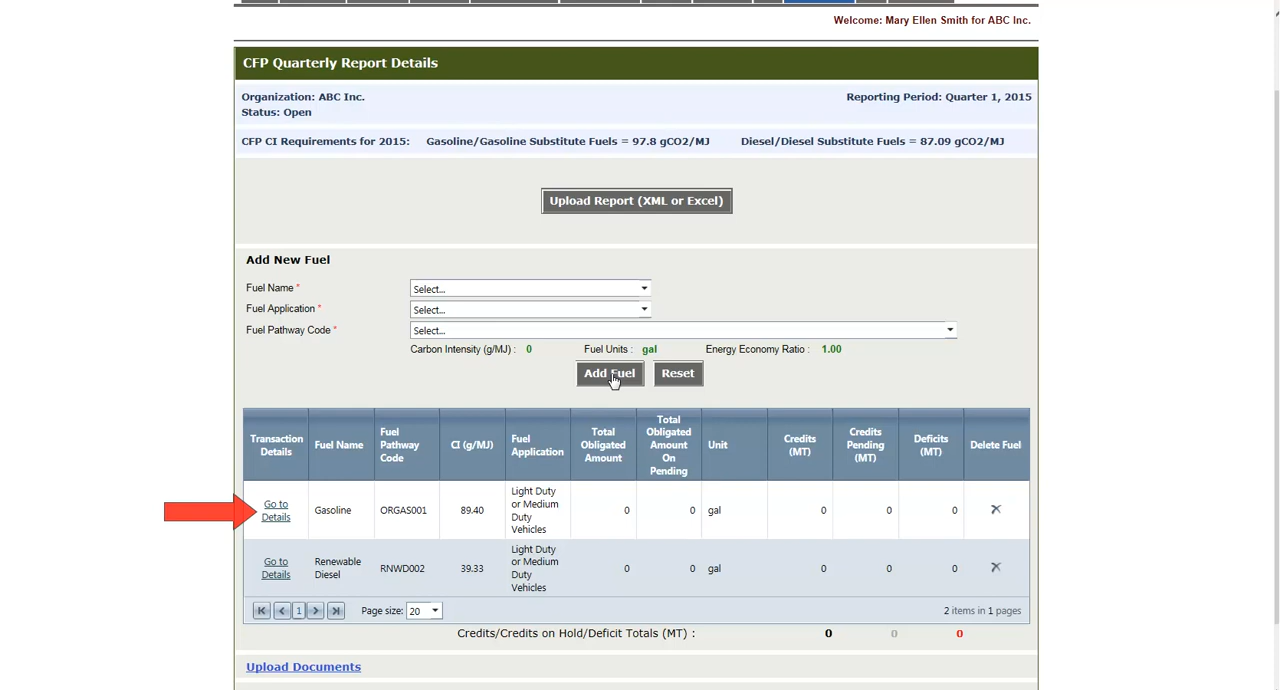 Welcome: Mary Ellen Smith for ABC Inc.
CFP Quarterly Report Details
Organization: ABC Inc.
Reporting Period: Quarter 1, 2015
Status: Open
CFP CI Requirements for 2015: Gasoline/Gasoline Substitute Fuels = 97.8 gCO2/MJ Diesel/Diesel Substitute Fuels = 87.09 gCO2/MJ
Upload Report (XML or Excel)
Add New Fuel
Fuel Name * Select...
Fuel Application * Select...
Fuel Pathway Code * Select...
Carbon Intensity (g/MJ) : 0 Fuel Units : gal Energy Economy Ratio : 1.00
Add Fuel Reset
Transaction
Details
Fuel Name
Fuel
Pathway
Code
CI (g/MJ)
Fuel
Application
Total
Obligated
Amount
Total
Obligated
Amount
On
Pending
Unit
Credits
(MT)
Credits
Pending
(MT)
Deficits
(MT)
Delete Fuel
Go to
Details
Gasoline
ORGAS001
89.40
Light Duty
or Medium
Duty
Vehicles
0
0
gal
0
0
0
Go to
Details
Renewable
Diesel
RNWD002
39.33
Light Duty
or Medium
Duty
Vehicles
0
0
gal
0
0
0
1 Page size: 20 2 items in 1 pages
Credits/Credits on Hold/Deficit Totals (MT) : 0 0 0
Upload Documents